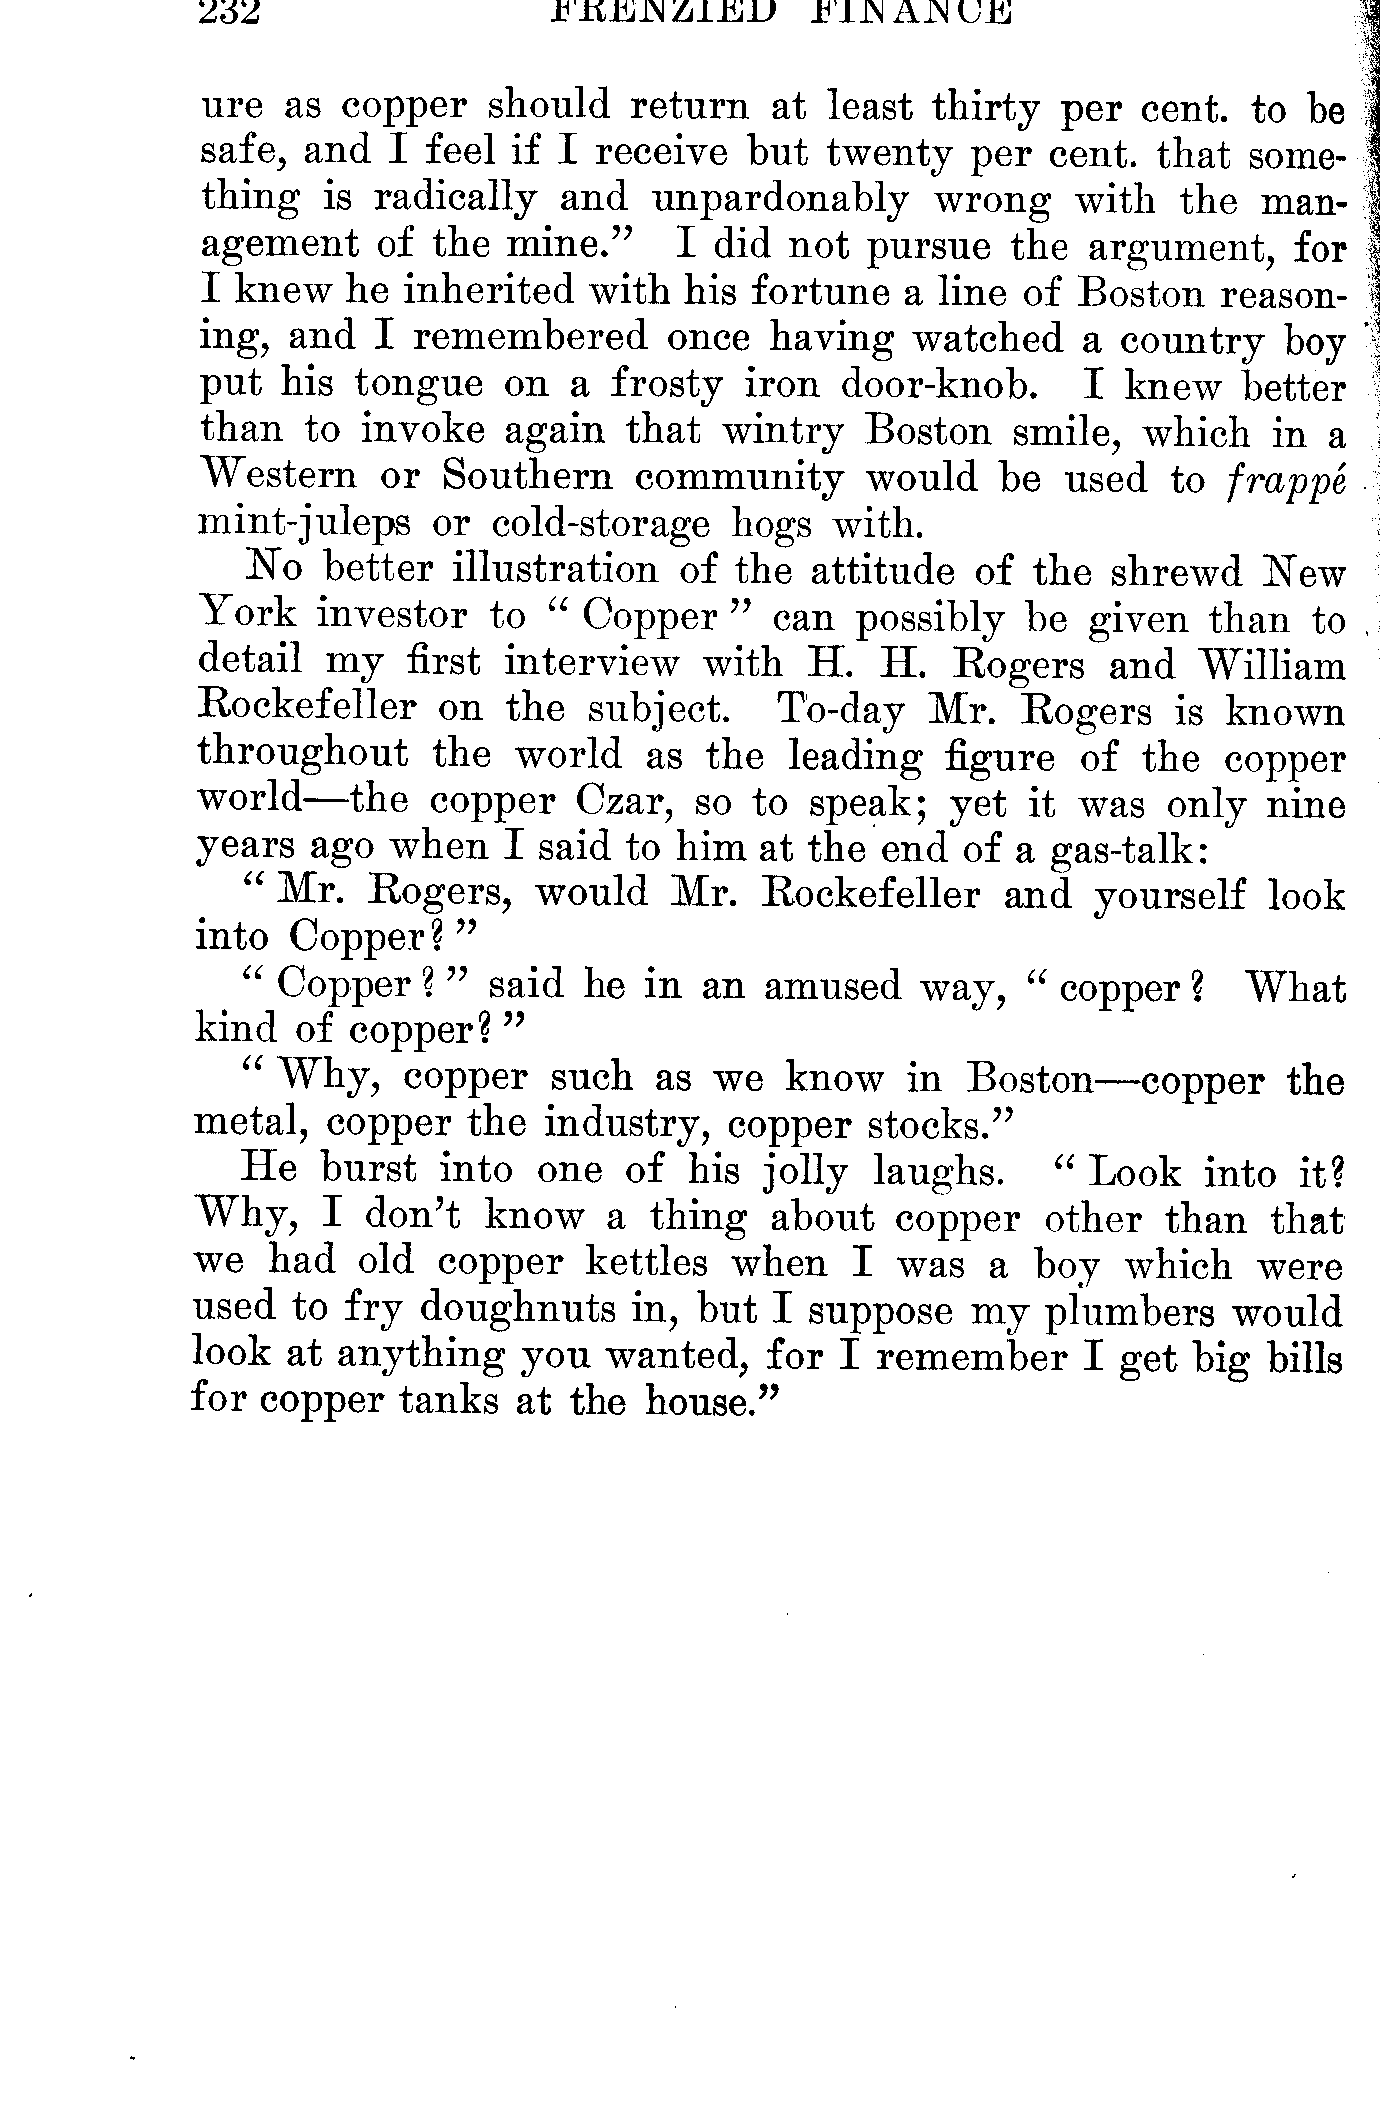 232 FRENZIED FINANCE
ure as copper should return at least thirty per cent. to be
safe, and I feel if I receive but twenty per cent. that some-
thing is radically and unpardonably wrong with the man-
agement of the mine.” I did not pursue the argument, for
I knew he inherited with his fortune a line of Boston reason-
ing, and I remembered once having watched a country boy
put his tongue on a frosty iron door-knob. I knew better
than to invoke again that wintry Boston smile, which in a
Western or Southern community would be used to frappé
mint-juleps or cold-storage hogs with.
No better illustration of the attitude of the shrewd New
York investor to “ Copper ” can possibly be given than to
detail my first interview with H. H. Rogers and William
Rockefeller on the subject. To-day Mr. Rogers is known
throughout the world as the leading figure of the copper
world—the copper Czar, so to speak; yet it was only nine
years ago when I said to him at the end of a gas-talk:
“ Mr. Rogers, would Mr. Rockefeller and yourself look
into Copper? ”
“ Copper ? ” said he in an amused way, “ copper ? What
kind of copper? ”
“ Why, copper such as we know in Boston—copper the
metal, copper the industry, copper stocks.”
He burst into one of his jolly laughs. “ Look into it?
Why, I don't know a thing about copper other than that
we had old copper kettles when I was a boy which were
used to fry doughnuts in, but I suppose my plumbers would
look at anything you wanted, for I remember I get big bills
for copper tanks at the house.”